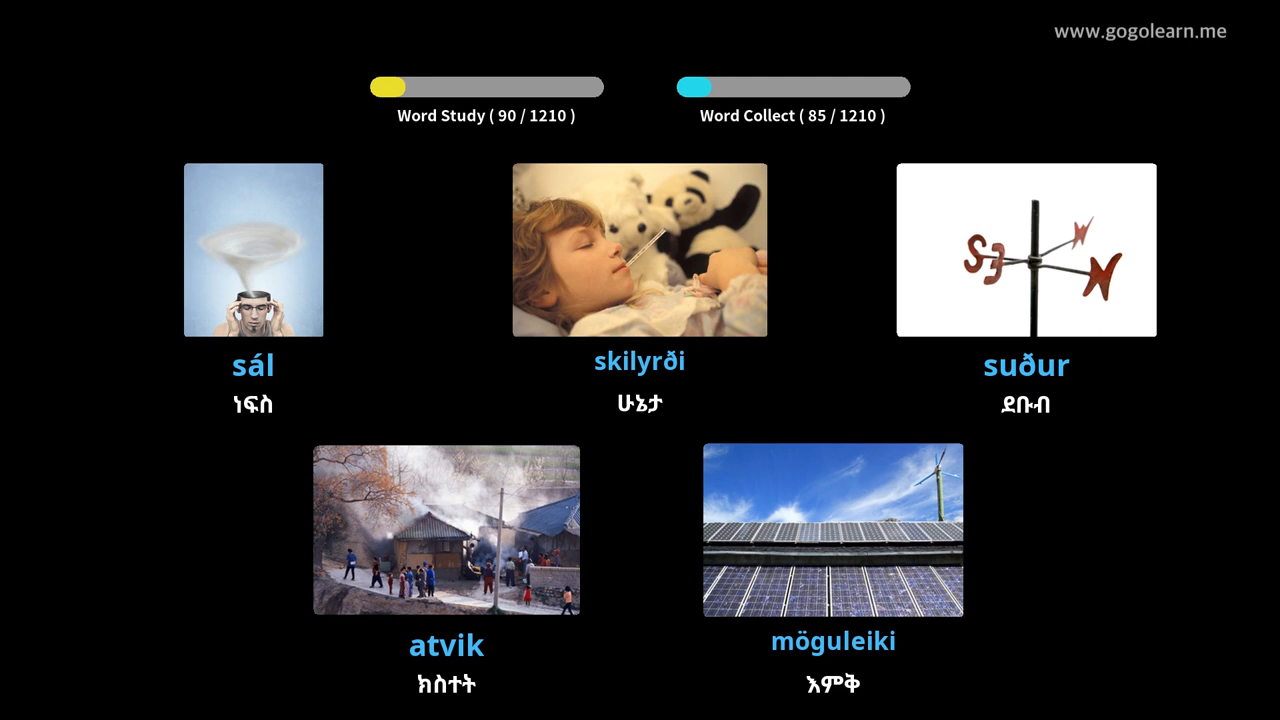 www.gogolearn.me
Word Study ( 90 / 1210 )
Word Collect ( 85 / 1210 )
sál
ነፍስ
skilyrði
ሁኔታ
suður
ደቡብ
atvik
ክስተት
möguleiki
እምቅ